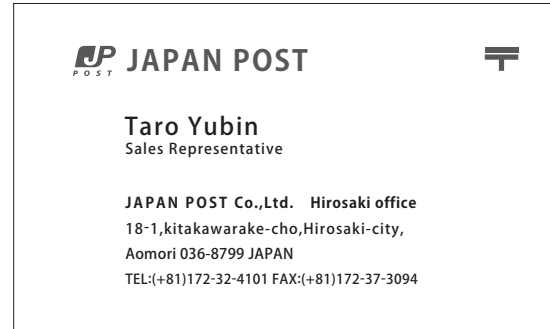 JP POST JAPAN POST 〒
Taro Yubin
Sales Representative
JAPAN POST Co.,Ltd. Hirosaki office
18-1,kitakawarake-cho,Hirosaki-city,
Aomori 036-8799 JAPAN
TEL:(+81)172-32-4101 FAX:(+81)172-37-3094